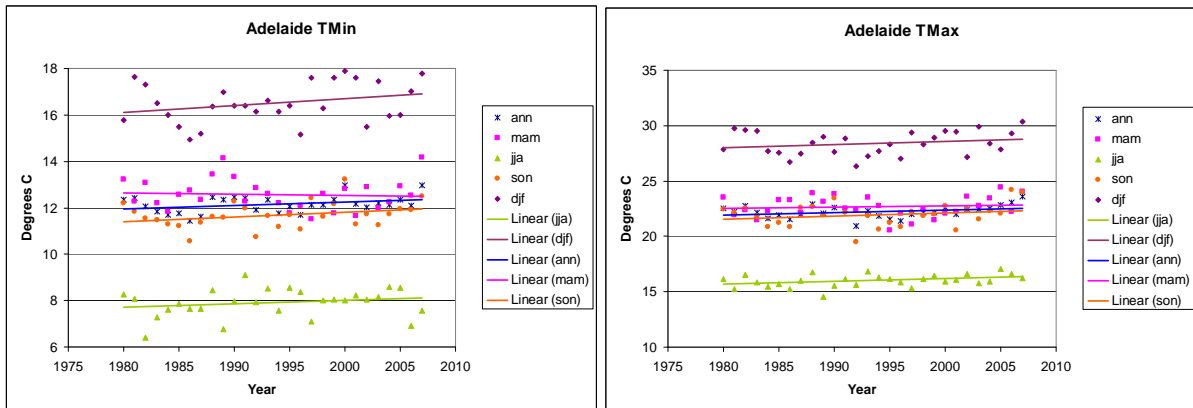 Adelaide TMin
18
16
14
12
10
8
6
Degrees C
1975 1980 1985 1990 1995 2000 2005 2010
Year
ann
mam
jja
son
djf
Linear (jja)
Linear (djf)
Linear (ann)
Linear (mam)
Linear (son)
Adelaide TMax
35
30
25
20
15
10
Degrees C
1975 1980 1985 1990 1995 2000 2005 2010
Year
ann
mam
jja
son
djf
Linear (jja)
Linear (djf)
Linear (ann)
Linear (mam)
Linear (son)